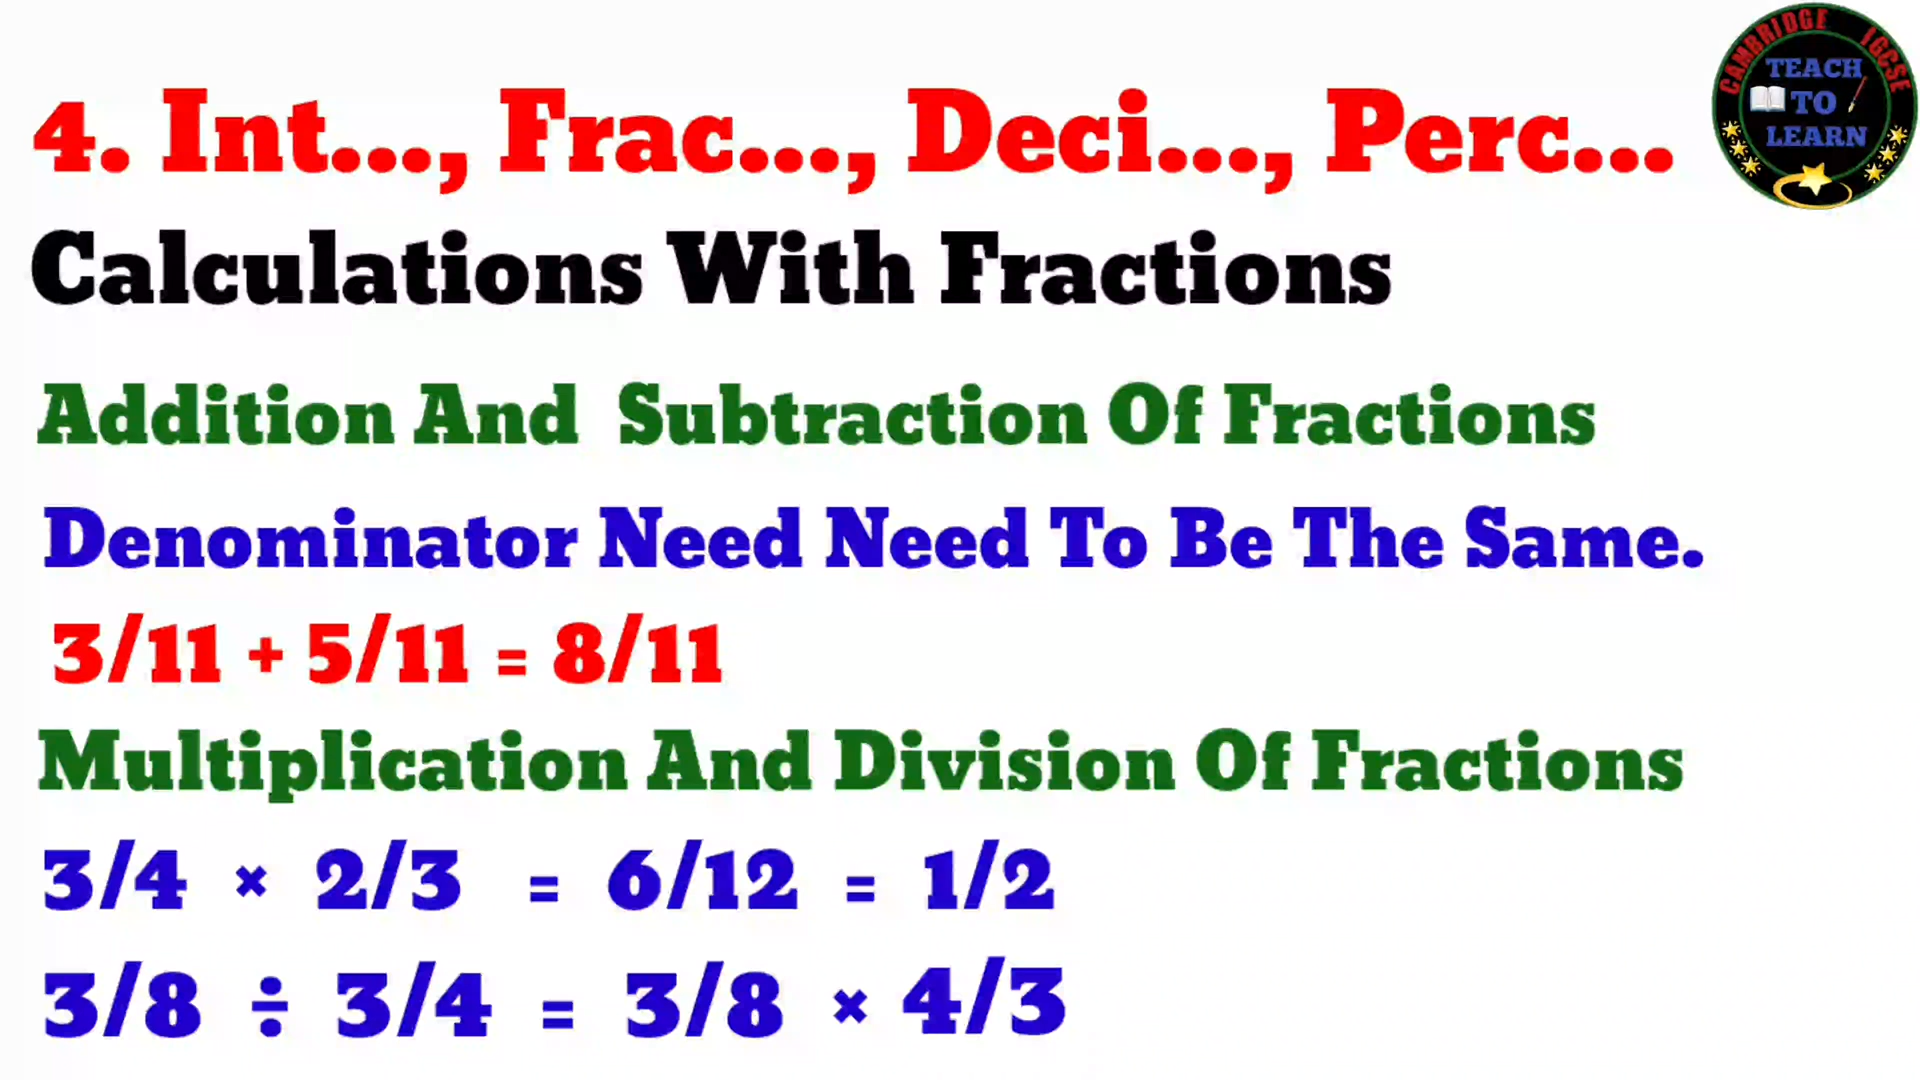 4. Int..., Frac..., Deci..., Perc...
CAMBRIDGE IGCSE
TEACH
TO
LEARN
Calculations With Fractions
Addition And Subtraction Of Fractions
Denominator Need Need To Be The Same.
3/11 + 5/11 = 8/11
Multiplication And Division Of Fractions
3/4 × 2/3 = 6/12 = 1/2
3/8 ÷ 3/4 = 3/8 × 4/3